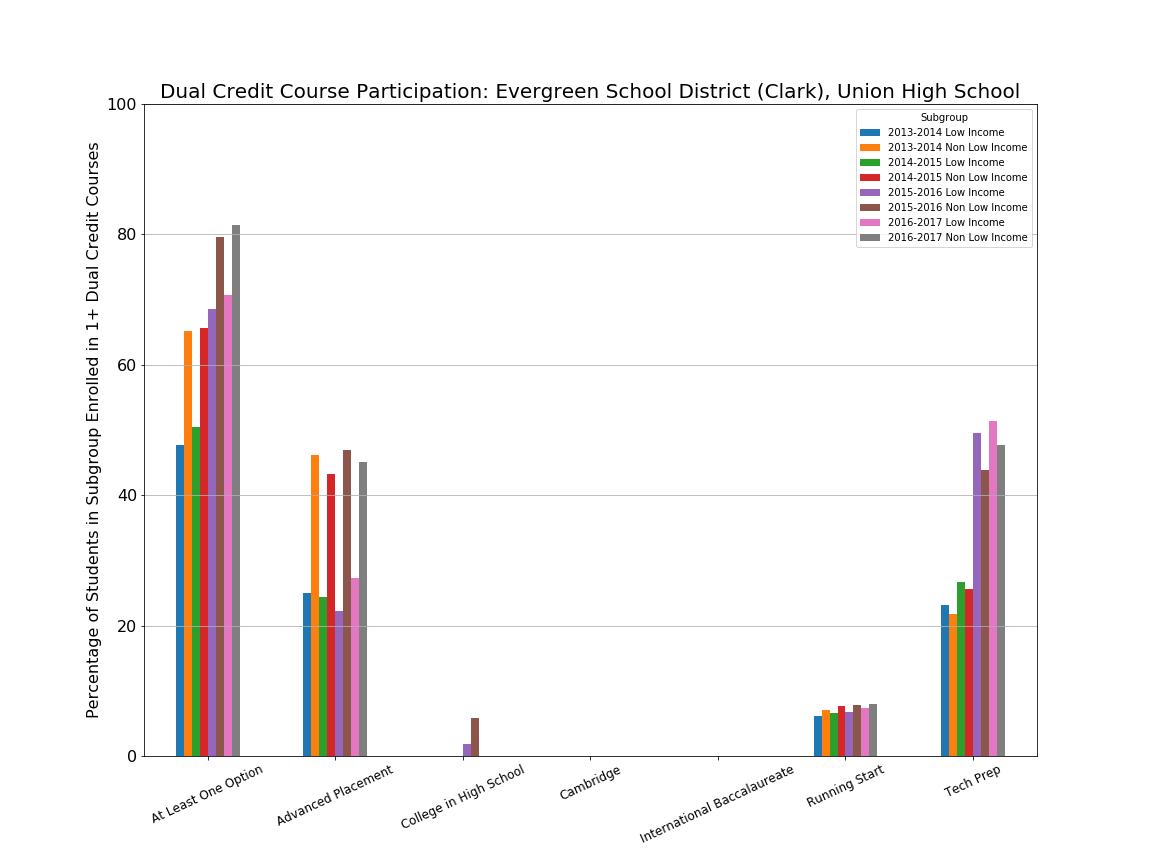 Dual Credit Course Participation: Evergreen School District (Clark), Union High School
Percentage of Students in Subgroup Enrolled in 1+ Dual Credit Courses
100
80
60
40
20
0
Subgroup
2013-2014 Low Income
2013-2014 Non Low Income
2014-2015 Low Income
2014-2015 Non Low Income
2015-2016 Low Income
2015-2016 Non Low Income
2016-2017 Low Income
2016-2017 Non Low Income
At Least One Option
Advanced Placement
College in High School
Cambridge
International Baccalaureate
Running Start
Tech Prep